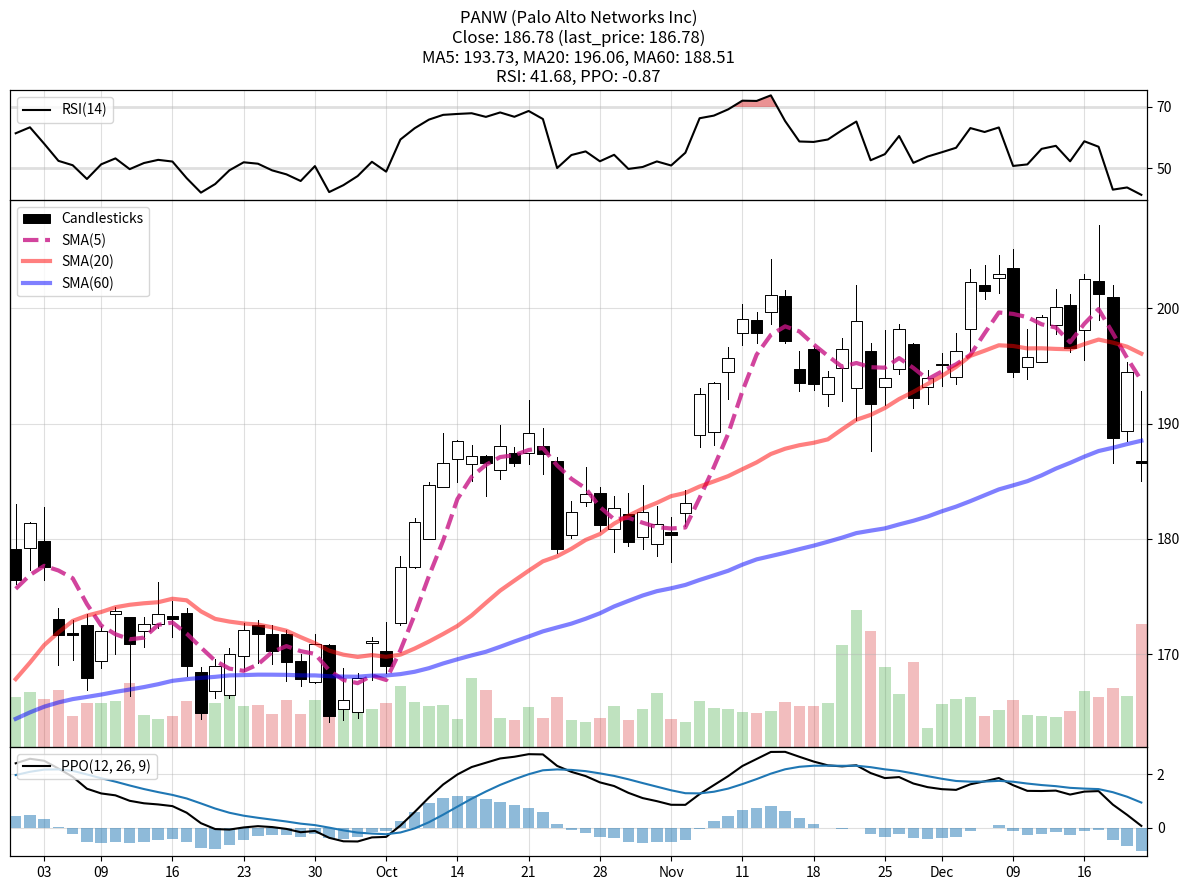 PANW (Palo Alto Networks Inc)
Close: 186.78 (last_price: 186.78)
MA5: 193.73, MA20: 196.06, MA60: 188.51
RSI: 41.68, PPO: -0.87
RSI(14)
70
50
Candlesticks
SMA(5)
SMA(20)
SMA(60)
200
190
180
170
PPO(12, 26, 9)
2
0
03 09 16 23 30 Oct 14 21 28 Nov 11 18 25 Dec 09 16